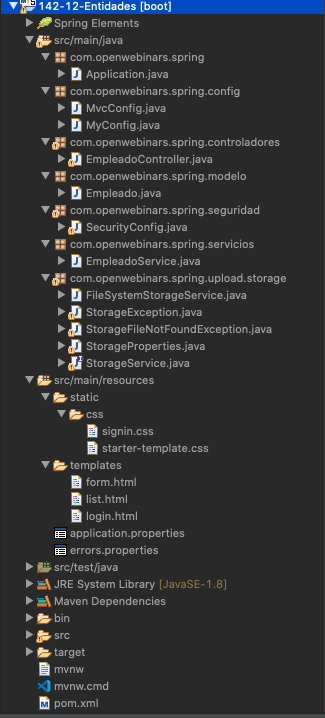 142-12-Entidades [boot]
Spring Elements
src/main/java
com.openwebinars.spring
Application.java
com.openwebinars.spring.config
MvcConfig.java
MyConfig.java
com.openwebinars.spring.controladores
EmpleadoController.java
com.openwebinars.spring.modelo
Empleado.java
com.openwebinars.spring.seguridad
SecurityConfig.java
com.openwebinars.spring.servicios
EmpleadoService.java
com.openwebinars.spring.upload.storage
FileSystemStorageService.java
StorageException.java
StorageFileNotFoundException.java
StorageProperties.java
StorageService.java
src/main/resources
static
css
signin.css
starter-template.css
templates
form.html
list.html
login.html
application.properties
errors.properties
src/test/java
JRE System Library [JavaSE-1.8]
Maven Dependencies
bin
src
target
mvnw
mvnw.cmd
pom.xml